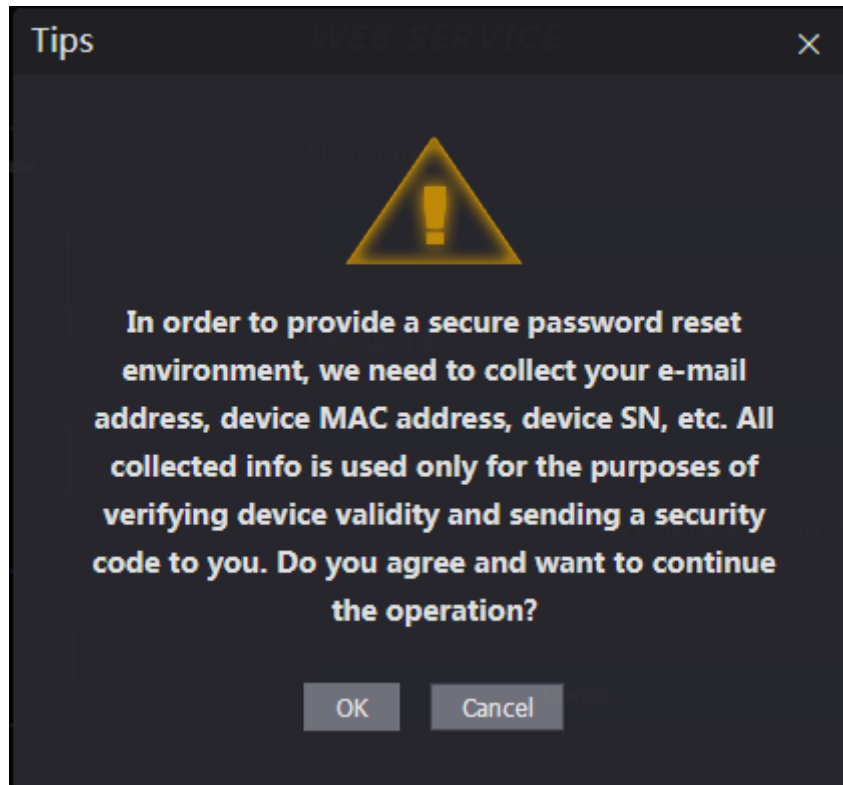 Tips
WEB SERVICE
In order to provide a secure password reset
environment, we need to collect your e-mail
address, device MAC address, device SN, etc. All
collected info is used only for the purposes of
verifying device validity and sending a security
code to you. Do you agree and want to continue
the operation?
OK
Cancel